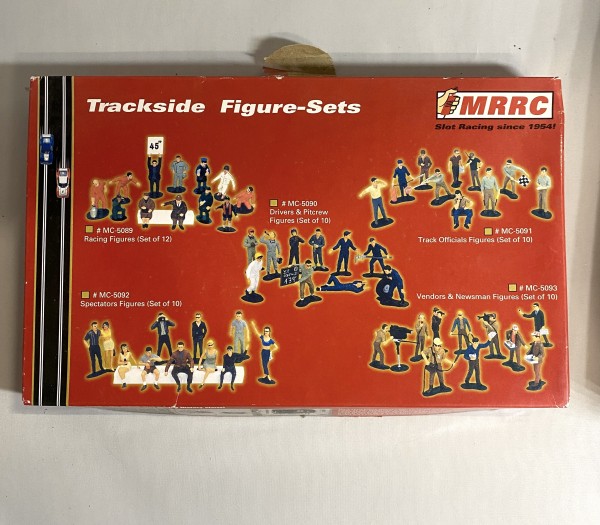 Trackside Figure-Sets
MRRC
Slot Racing since 1954!
45"
# MC-5089
Racing Figures (Set of 12)
# MC-5090
Drivers & Pitcrew
Figures (Set of 10)
# MC-5091
Track Officials Figures (Set of 10)
# MC-5092
Spectators Figures (Set of 10)
# MC-5093
Vendors & Newsman Figures (Set of 10)